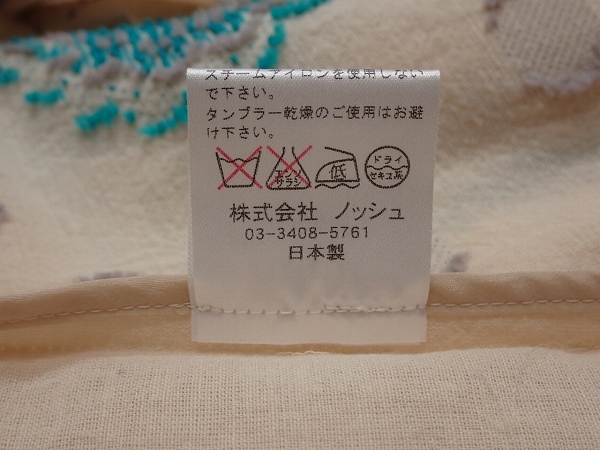 スチームアイロンを使用しない
で下さい。
タンブラー乾燥のご使用はお避
け下さい。
エンソ
サラシ
低
ドライ
セキユ系
株式会社 ノッシュ
03-3408-5761
日本製